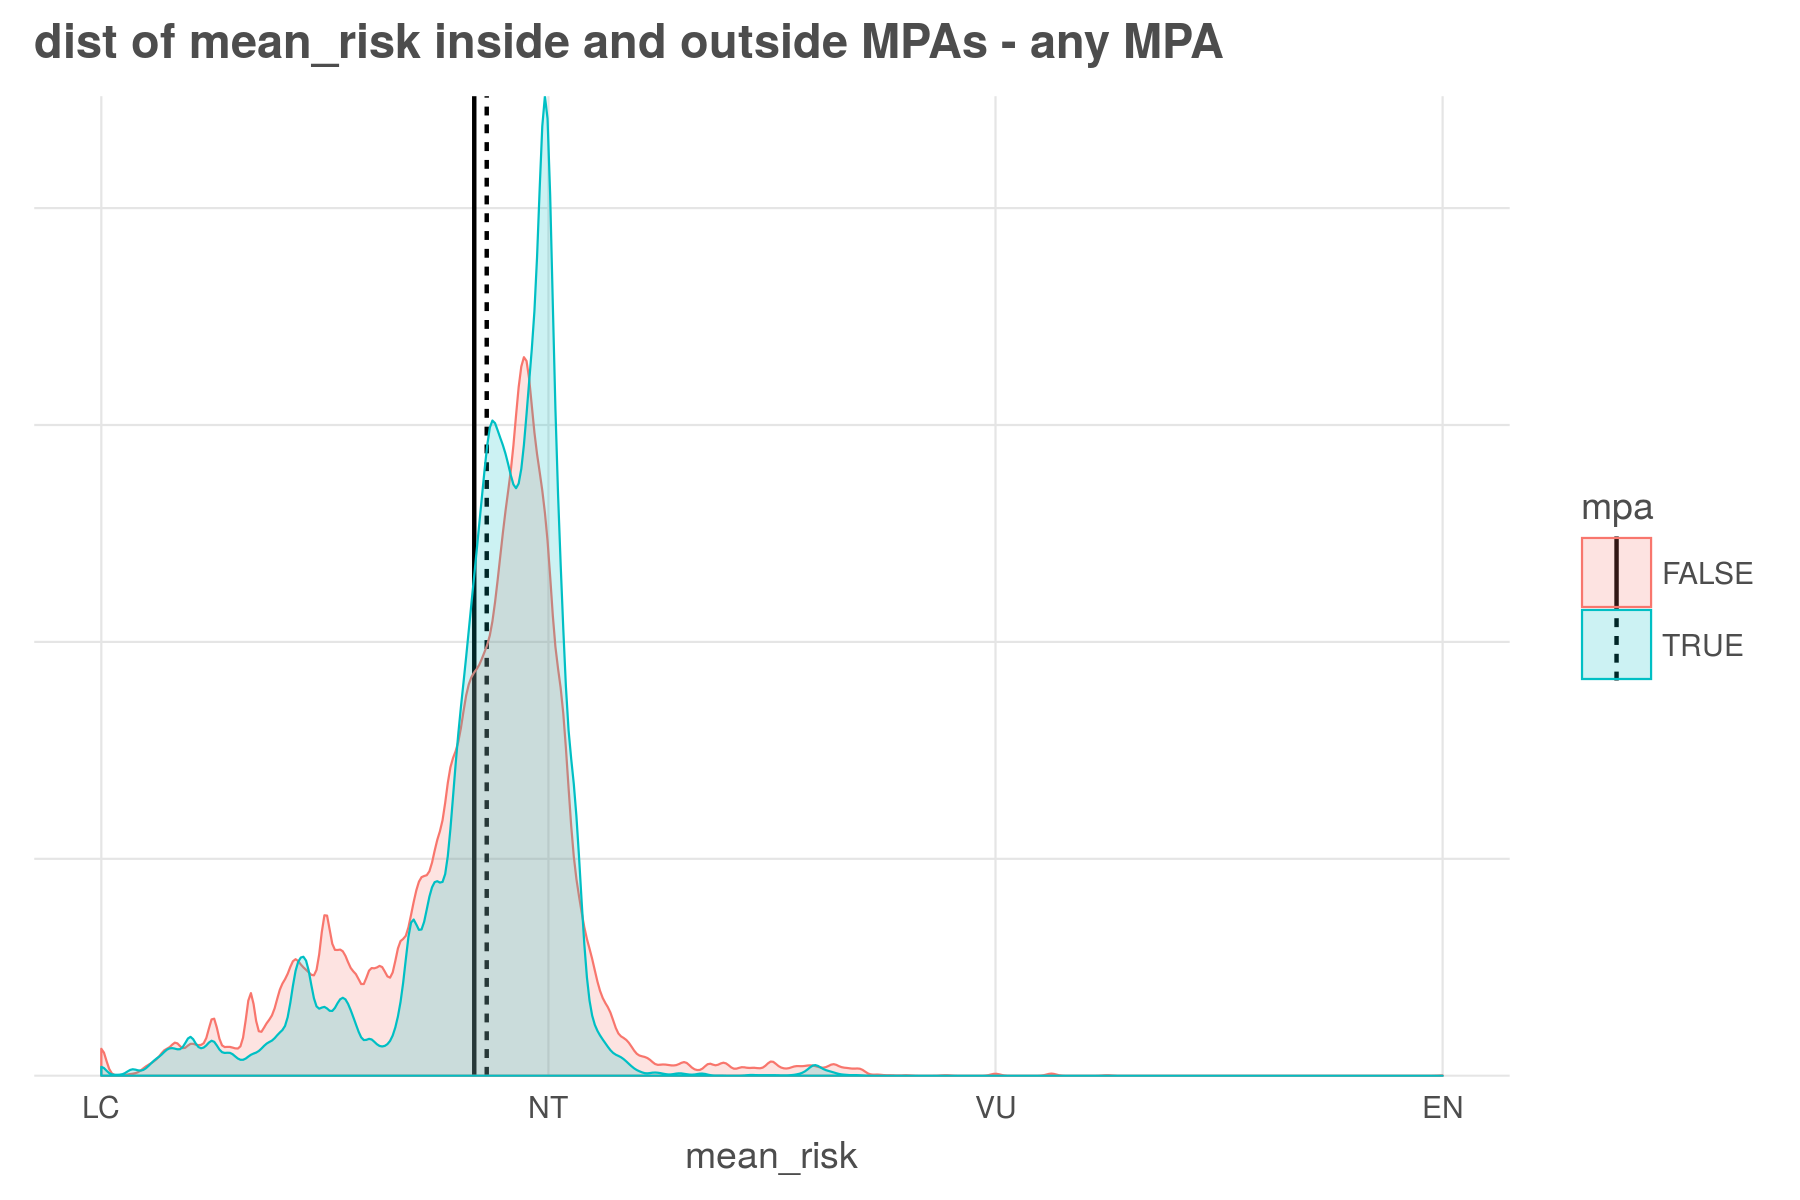 dist of mean_risk inside and outside MPAs - any MPA
mpa
FALSE
TRUE
LC NT VU EN
mean_risk